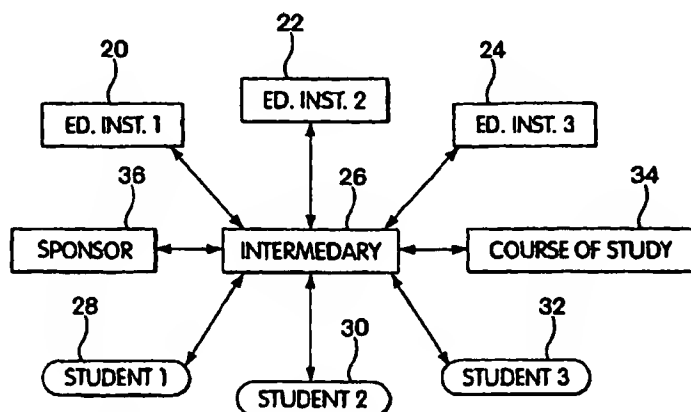 20
22
24
ED. INST. 1
ED. INST. 2
ED. INST. 3
36
26
34
SPONSOR
INTERMEDARY
COURSE OF STUDY
28
30
32
STUDENT 1
STUDENT 2
STUDENT 3